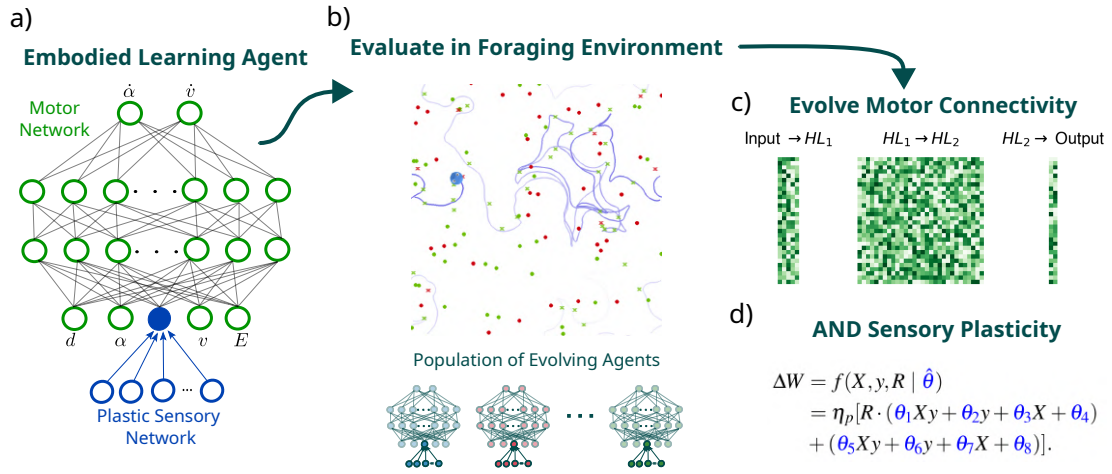 a)
Embodied Learning Agent
α̇ v̇
Motor
Network
. . .
. . .
d α v E
...
Plastic Sensory
Network
b)
Evaluate in Foraging Environment
Population of Evolving Agents
...
c)
Evolve Motor Connectivity
Input → HL₁ HL₁ → HL₂ HL₂ → Output
d)
AND Sensory Plasticity
ΔW = f(X, y, R | θ̂)
= ηₚ[R · (θ₁Xy + θ₂y + θ₃X + θ₄)
+ (θ₅Xy + θ₆y + θ₇X + θ₈)].